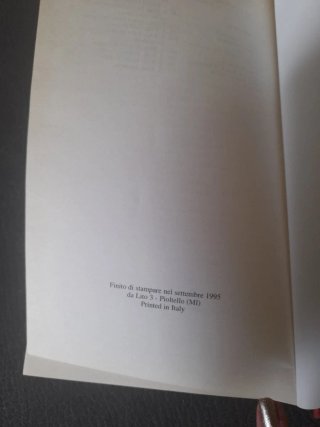 Finito di stampare nel settembre 1995
da Lito 3 - Pioltello (MI)
Printed in Italy